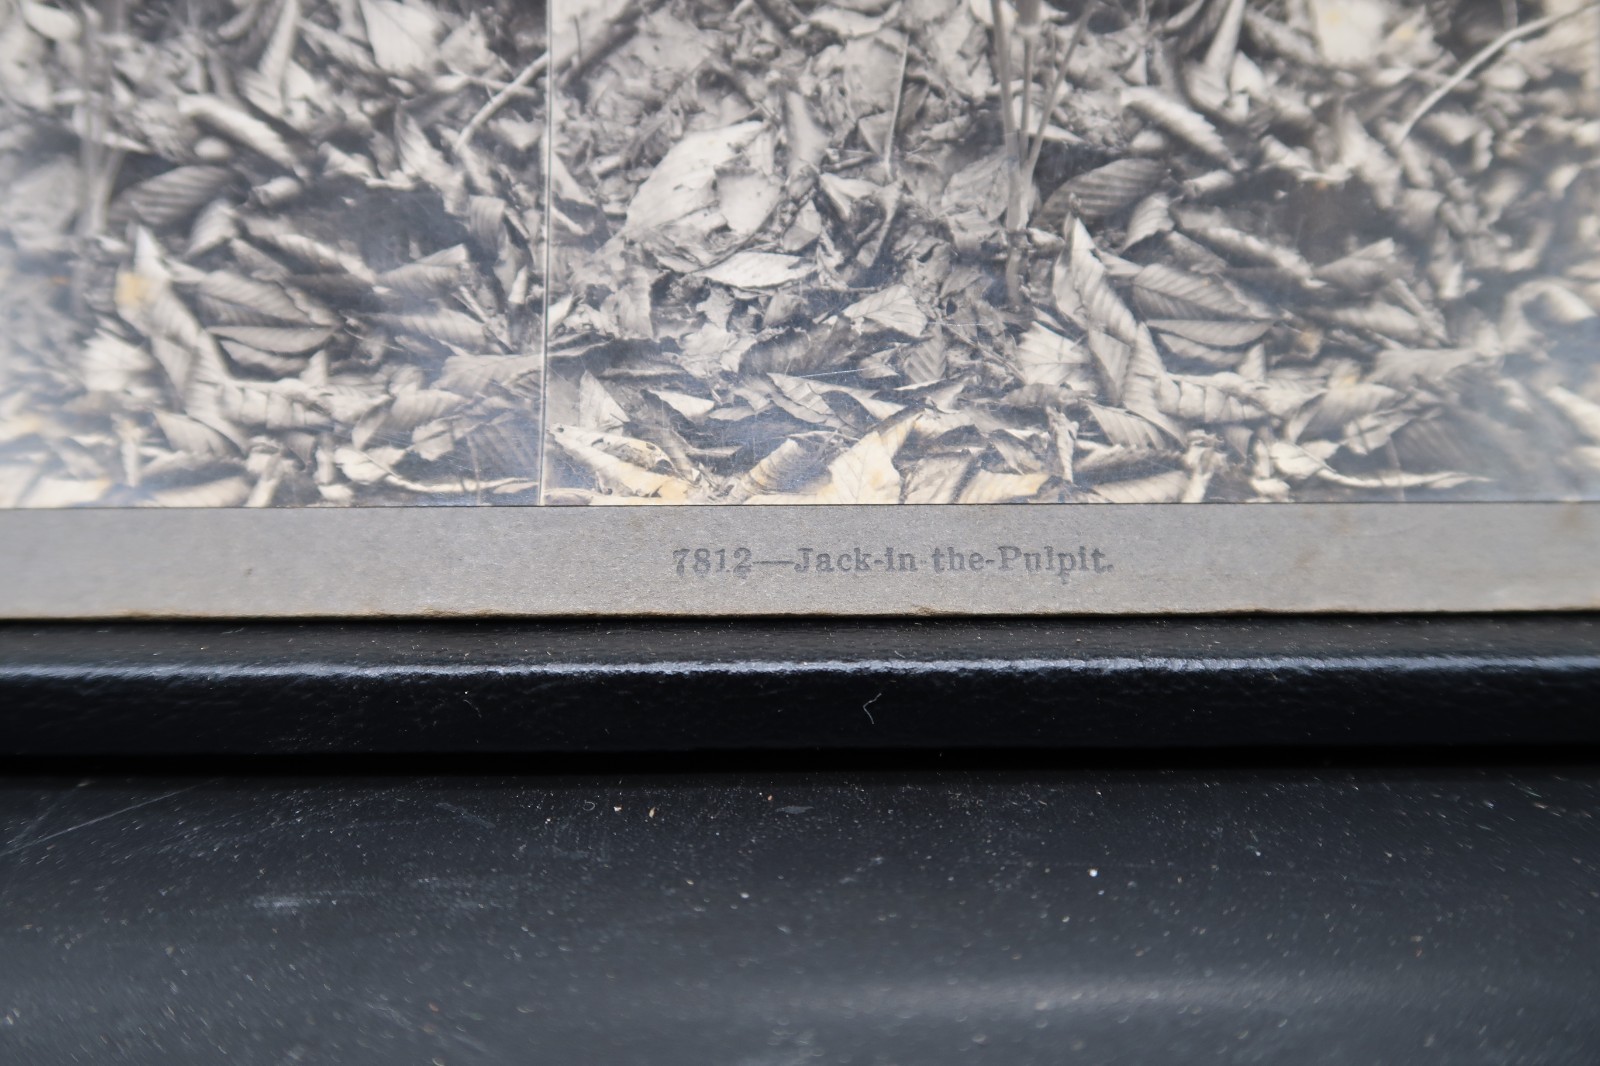 7812—Jack-in the-Pulpit.